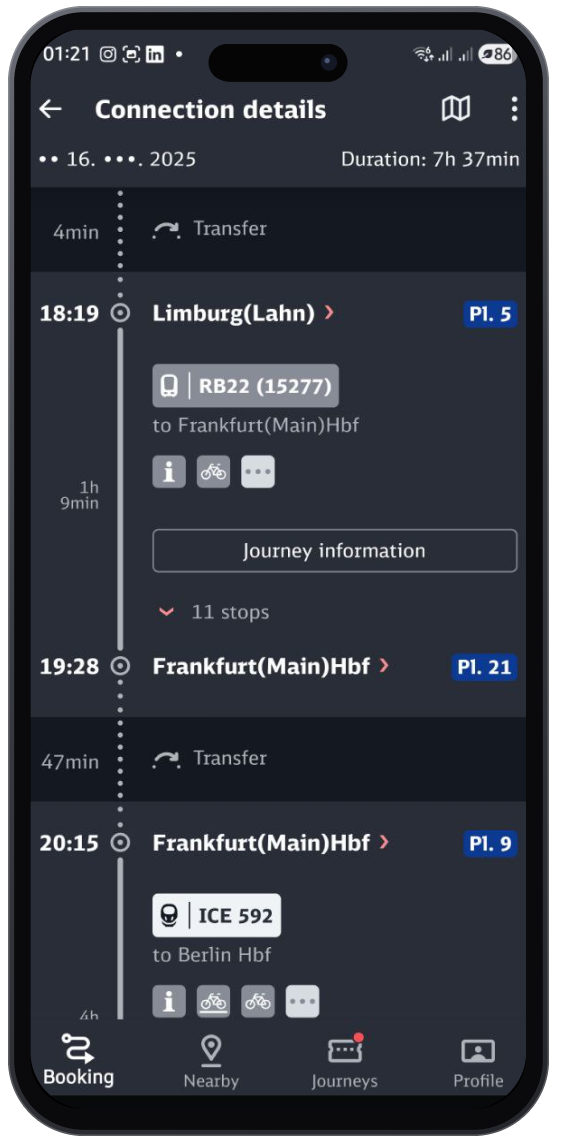 01:21 in • 86
Connection details
•• 16. •••. 2025 Duration: 7h 37min
4min Transfer
18:19 Limburg(Lahn) Pl. 5
RB22 (15277)
to Frankfurt(Main)Hbf
i
1h
9min
Journey information
11 stops
19:28 Frankfurt(Main)Hbf Pl. 21
47min Transfer
20:15 Frankfurt(Main)Hbf Pl. 9
ICE 592
to Berlin Hbf
i
4h
Booking Nearby Journeys Profile